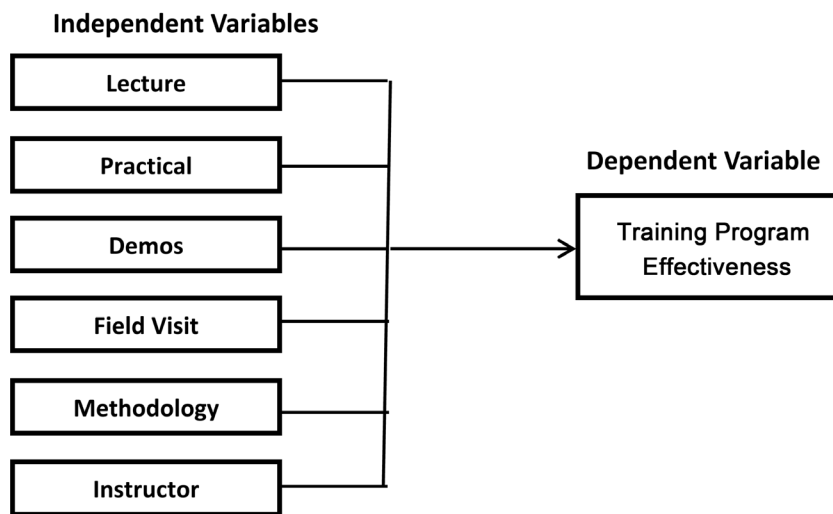 Independent Variables
Lecture
Practical
Demos
Field Visit
Methodology
Instructor
Dependent Variable
Training Program
Effectiveness